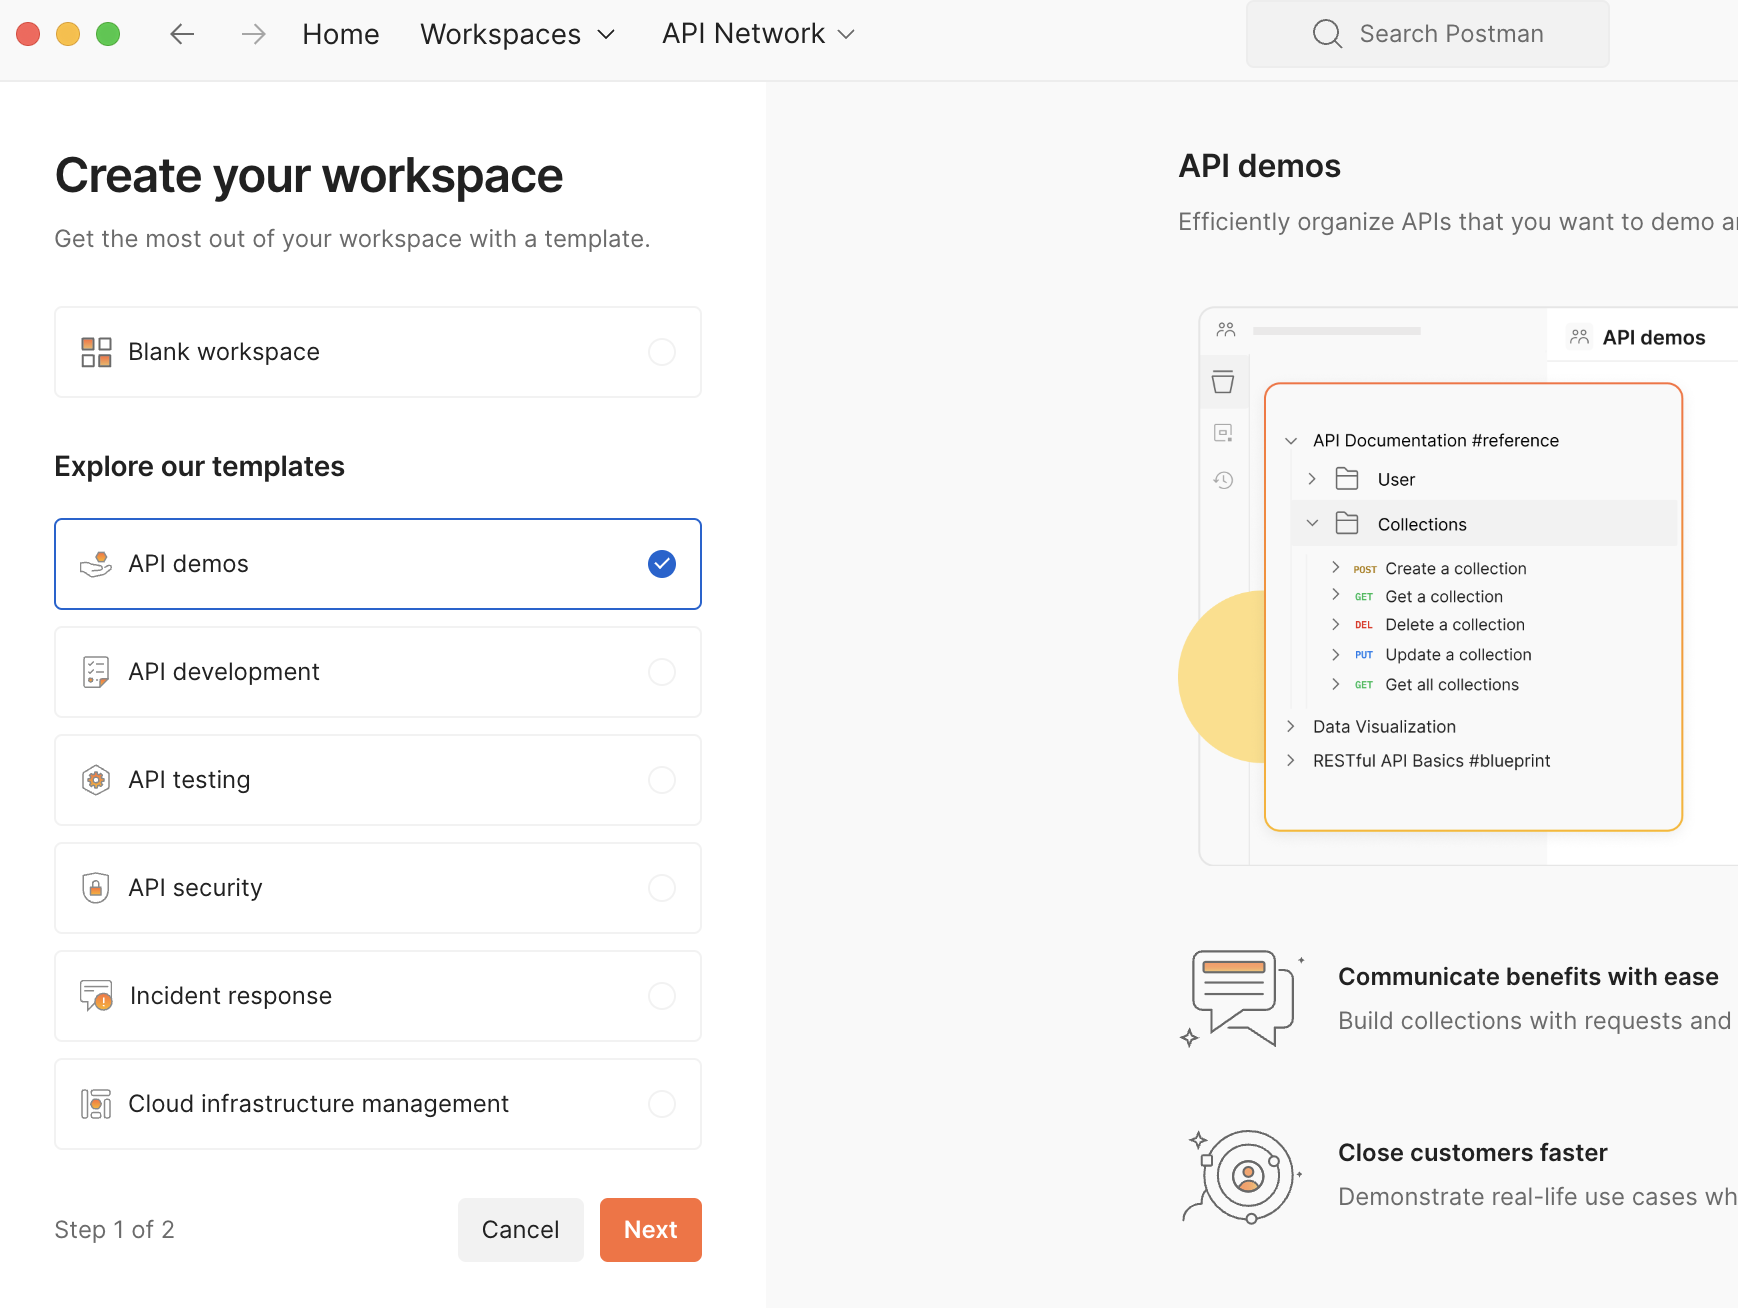 Home
Workspaces
API Network
Search Postman
Create your workspace
Get the most out of your workspace with a template.
Blank workspace
Explore our templates
API demos
API development
API testing
API security
Incident response
Cloud infrastructure management
Step 1 of 2
Cancel
Next
API demos
Efficiently organize APIs that you want to demo
API demos
API Documentation #reference
User
Collections
POST Create a collection
GET Get a collection
DEL Delete a collection
PUT Update a collection
GET Get all collections
Data Visualization
RESTful API Basics #blueprint
Communicate benefits with ease
Build collections with requests and
Close customers faster
Demonstrate real-life use cases